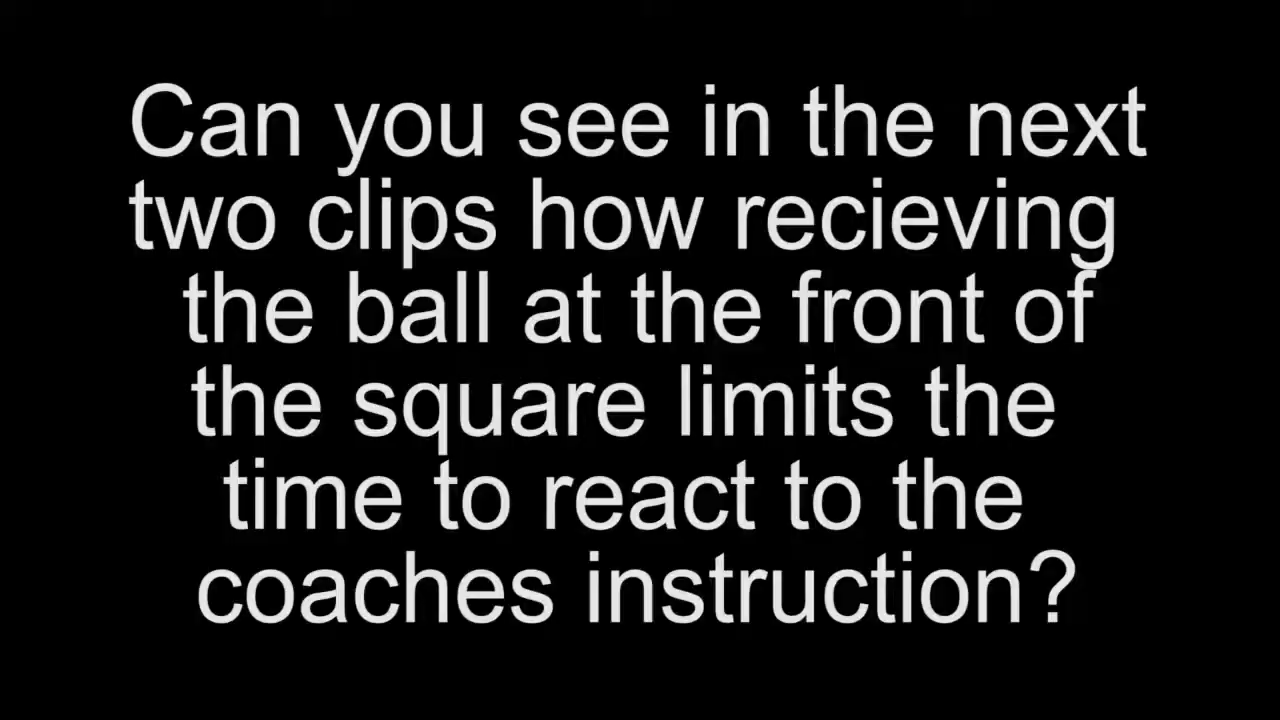 Can you see in the next
two clips how recieving
the ball at the front of
the square limits the
time to react to the
coaches instruction?